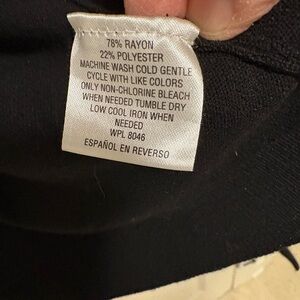 78% RAYON
22% POLYESTER
MACHINE WASH COLD GENTLE
CYCLE WITH LIKE COLORS
ONLY NON-CHLORINE BLEACH
WHEN NEEDED TUMBLE DRY
LOW COOL IRON WHEN
NEEDED
WPL 8046
ESPAÑOL EN REVERSO